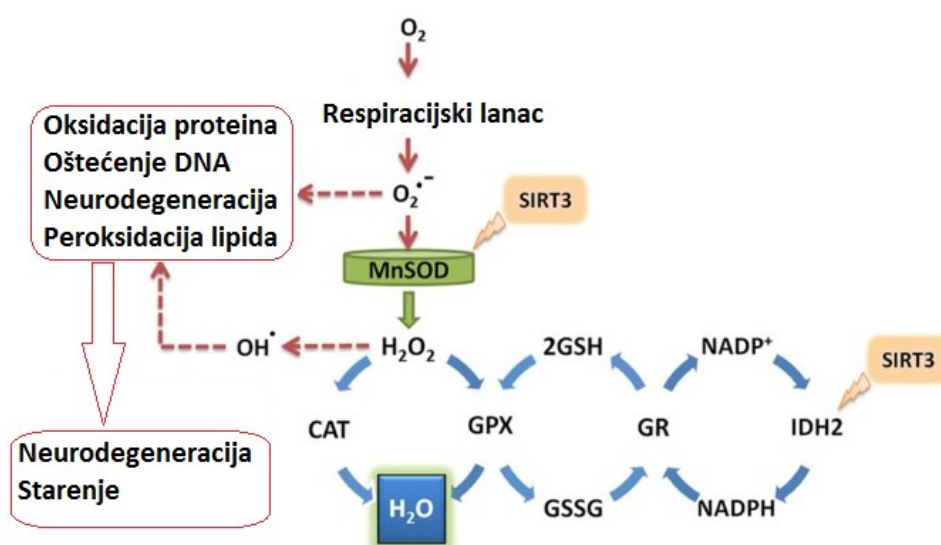 O₂
Respiracijski lanac
Oksidacija proteina
Oštećenje DNA
Neurodegeneracija
Peroksidacija lipida
O₂•⁻
SIRT3
MnSOD
OH•
H₂O₂
2GSH
NADP⁺
SIRT3
CAT
GPX
GR
IDH2
Neurodegeneracija
Starenje
H₂O
GSSG
NADPH